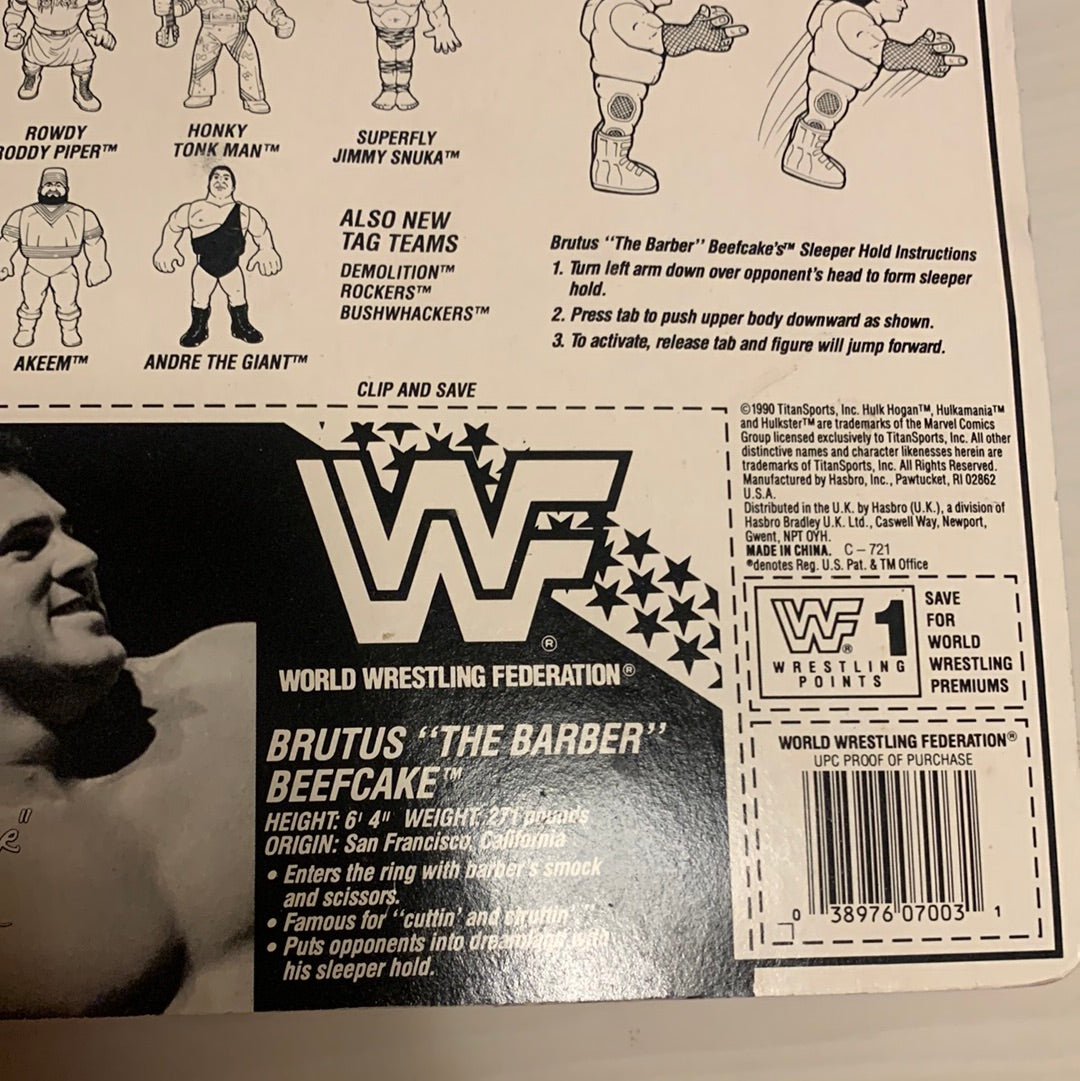 ROWDY
RODDY PIPER™
HONKY
TONK MAN™
SUPERFLY
JIMMY SNUKA™
AKEEM™
ANDRE THE GIANT™
ALSO NEW
TAG TEAMS
DEMOLITION™
ROCKERS™
BUSHWHACKERS™
Brutus "The Barber" Beefcake's™ Sleeper Hold Instructions
1. Turn left arm down over opponent's head to form sleeper
hold.
2. Press tab to push upper body downward as shown.
3. To activate, release tab and figure will jump forward.
CLIP AND SAVE
©1990 TitanSports, Inc. Hulk Hogan™, Hulkamania™
and Hulkster™ are trademarks of the Marvel Comics
Group licensed exclusively to TitanSports, Inc. All other
distinctive names and character likenesses herein are
trademarks of TitanSports, Inc. All Rights Reserved.
Manufactured by Hasbro, Inc., Pawtucket, RI 02862
U.S.A.
Distributed in the U.K. by Hasbro (U.K.), a division of
Hasbro Bradley U.K. Ltd., Caswell Way, Newport,
Gwent, NPT OYH.
MADE IN CHINA. C–721
®denotes Reg. U.S. Pat. & TM Office
WF®
WORLD WRESTLING FEDERATION®
BRUTUS "THE BARBER"
BEEFCAKE™
HEIGHT: 6' 4" WEIGHT: 271 pounds
ORIGIN: San Francisco, California
• Enters the ring with barber's smock
and scissors.
• Famous for "cuttin' and struttin'"
• Puts opponents into dreamland with
his sleeper hold.
WF® 1
WRESTLING
POINTS
SAVE
FOR
WORLD
WRESTLING
PREMIUMS
WORLD WRESTLING FEDERATION®
UPC PROOF OF PURCHASE
0 38976 07003 1